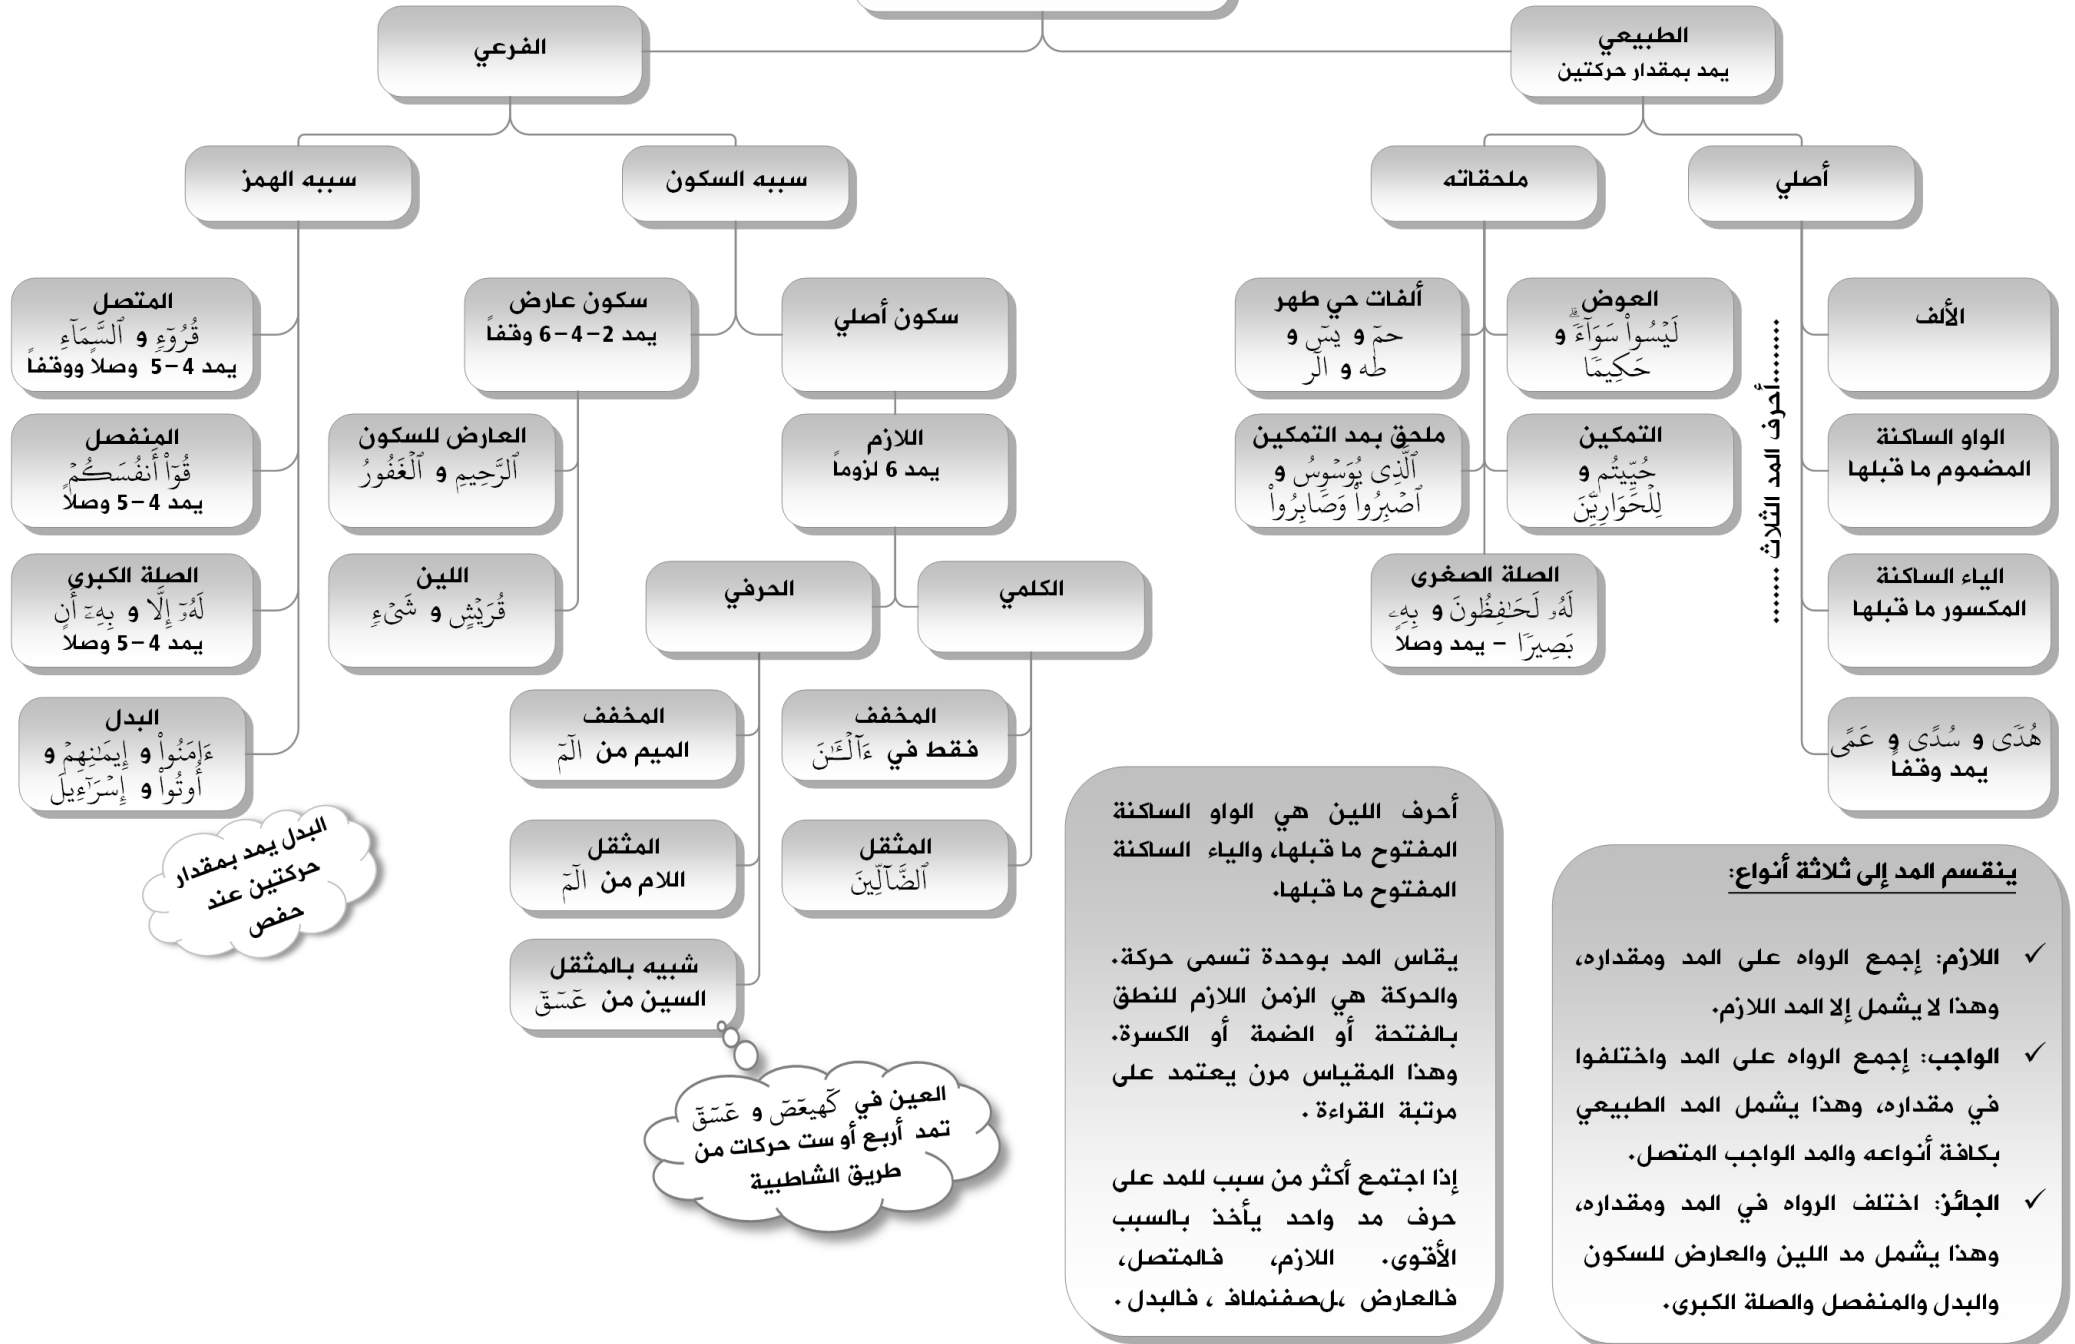 الطبيعي
يمد بمقدار حركتين
أصلي
الألف
الواو الساكنة
المضموم ما قبلها
الياء الساكنة
المكسور ما قبلها
هُدًى و سُدًى و عَمًى
يمد وقفاً
........أحرف المد الثلاث .......
ملحقاته
العوض
لَيْسُوا۟ سَوَآءًۗ و
حَكِيمًا
ألفات حي طهر
حمٓ و يسٓ و
طه و الٓر
التمكين
حُيِّيتُم و
لِلْحَوَارِيِّـۧنَ
ملحق بمد التمكين
ٱلَّذِى يُوَسْوِسُ و
ٱصْبِرُوا۟ وَصَابِرُوا۟
الصلة الصغرى
لَهُۥ لَحَـٰفِظُونَ و بِهِۦ
بَصِيرًا – يمد وصلاً
الفرعي
سببه السكون
سكون أصلي
اللازم
يمد 6 لزوماً
الكلمي
المخفف
فقط في ءَآلْـَٔـٰنَ
المثقل
ٱلضَّآلِّينَ
الحرفي
المخفف
الميم من الٓمٓ
المثقل
اللام من الٓمٓ
شبيه بالمثقل
السين من عٓسٓقٓ
العين في كٓهيعٓصٓ و عٓسٓقٓ
تمد أربع أو ست حركات من
طريق الشاطبية
سكون عارض
يمد 2-4-6 وقفاً
العارض للسكون
ٱلرَّحِيمِ و ٱلْغَفُورُ
اللين
قُرَيْشٍ و شَىْءٍ
سببه الهمز
المتصل
قُرُوٓءٍ و ٱلسَّمَآءِ
يمد 4-5 وصلاً ووقفاً
المنفصل
قُوٓا۟ أَنفُسَكُمْ
يمد 4-5 وصلاً
الصلة الكبرى
لَهُۥٓ إِلَّا و بِهِۦٓ أَن
يمد 4-5 وصلاً
البدل
ءَامَنُوا۟ و إِيمَـٰنِهِمْ و
أُوتُوا۟ و إِسْرَٰٓءِيلَ
البدل يمد بمقدار
حركتين عند
حفص
ينقسم المد إلى ثلاثة أنواع:
✓ اللازم: إجمع الرواه على المد ومقداره،
وهذا لا يشمل إلا المد اللازم.
✓ الواجب: إجمع الرواه على المد واختلفوا
في مقداره، وهذا يشمل المد الطبيعي
بكافة أنواعه والمد الواجب المتصل.
✓ الجائز: اختلف الرواه في المد ومقداره،
وهذا يشمل مد اللين والعارض للسكون
والبدل والمنفصل والصلة الكبرى.
أحرف اللين هي الواو الساكنة
المفتوح ما قبلها، والياء الساكنة
المفتوح ما قبلها.
يقاس المد بوحدة تسمى حركة.
والحركة هي الزمن اللازم للنطق
بالفتحة أو الضمة أو الكسرة.
وهذا المقياس مرن يعتمد على
مرتبة القراءة .
إذا اجتمع أكثر من سبب للمد على
حرف مد واحد يأخذ بالسبب
الأقوى. اللازم، فالمتصل،
فالعارض ،لصفنملاف ، فالبدل .